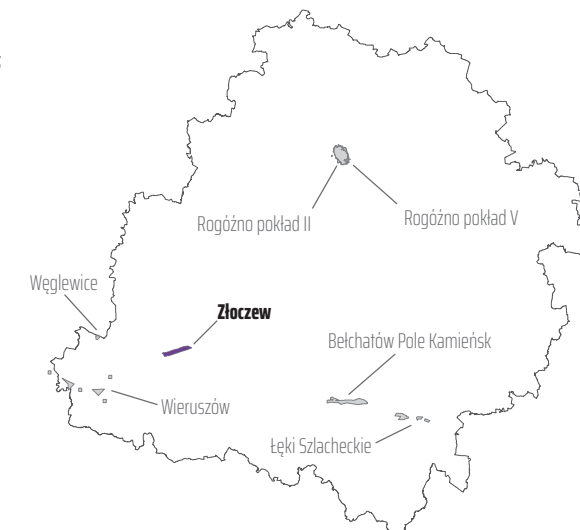 Rogóźno pokład II
Rogóźno pokład V
Węglewice
Złoczew
Bełchatów Pole Kamieńsk
Wieruszów
Łęki Szlacheckie